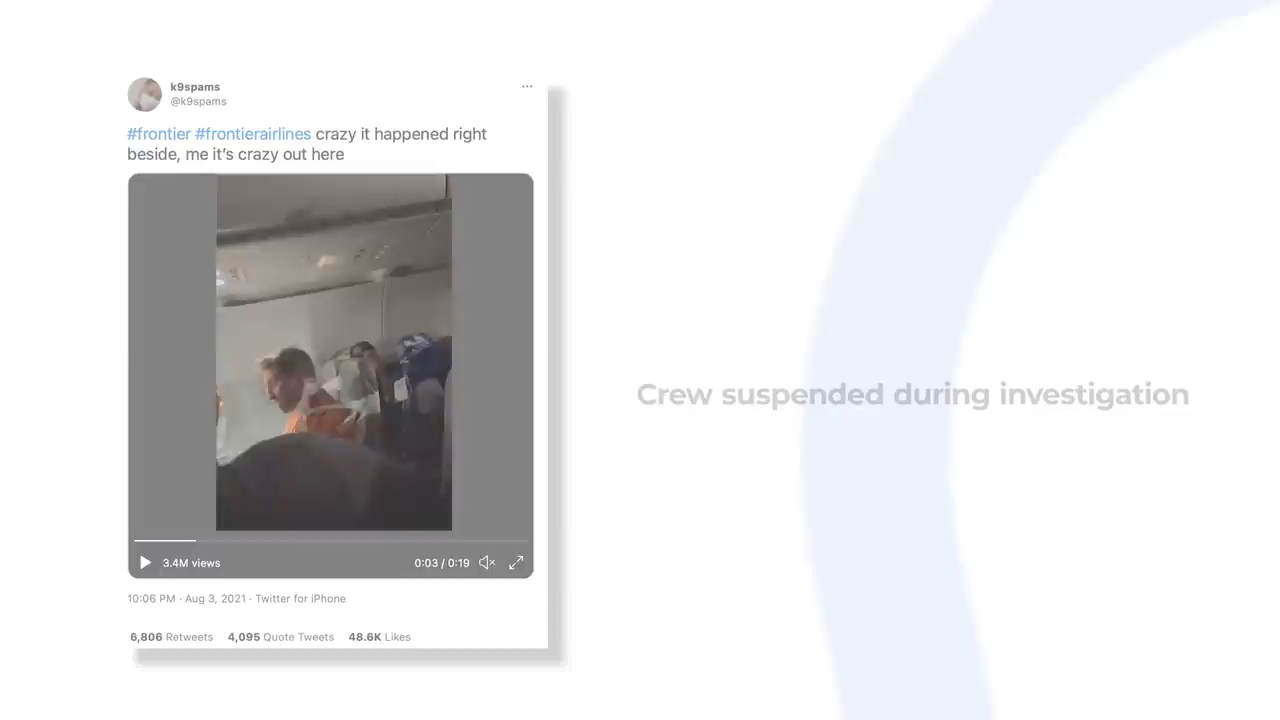 k9spams
@k9spams
#frontier #frontierairlines crazy it happened right
beside, me it's crazy out here
3.4M views
0:03 / 0:19
10:06 PM · Aug 3, 2021 · Twitter for iPhone
6,806 Retweets 4,095 Quote Tweets 48.6K Likes
Crew suspended during investigation